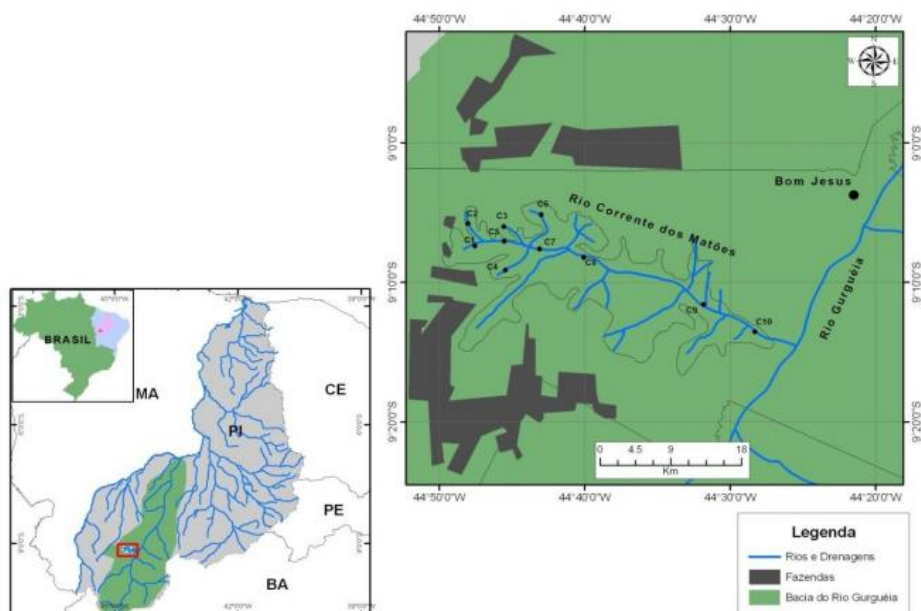 44°50'0"W 44°40'0"W 44°30'0"W 44°20'0"W
N
W E
S
9°0'0"S
9°0'0"S
Bom Jesus
Rio Corrente dos Matões
C2
C3
C6
C1
C5
C7
C4
C8
C9
C10
Rio Gurguéia
9°10'0"S
9°10'0"S
9°20'0"S
9°20'0"S
0 4.5 9 18
Km
44°50'0"W 44°40'0"W 44°30'0"W 44°20'0"W
BRASIL
MA
CE
PI
PE
BA
Legenda
Rios e Drenagens
Fazendas
Bacia do Rio Gurguéia